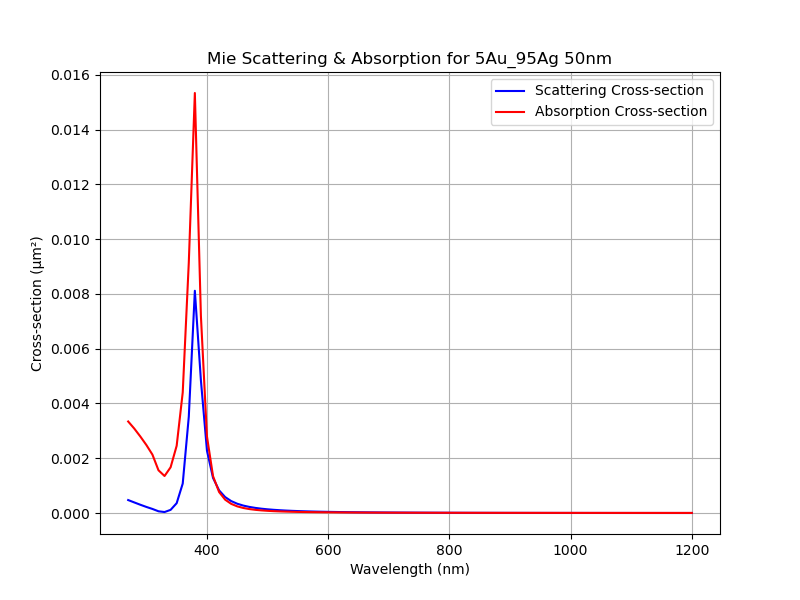 Mie Scattering & Absorption for 5Au_95Ag 50nm
Scattering Cross-section
Absorption Cross-section
Cross-section (μm²)
0.016
0.014
0.012
0.010
0.008
0.006
0.004
0.002
0.000
400 600 800 1000 1200
Wavelength (nm)